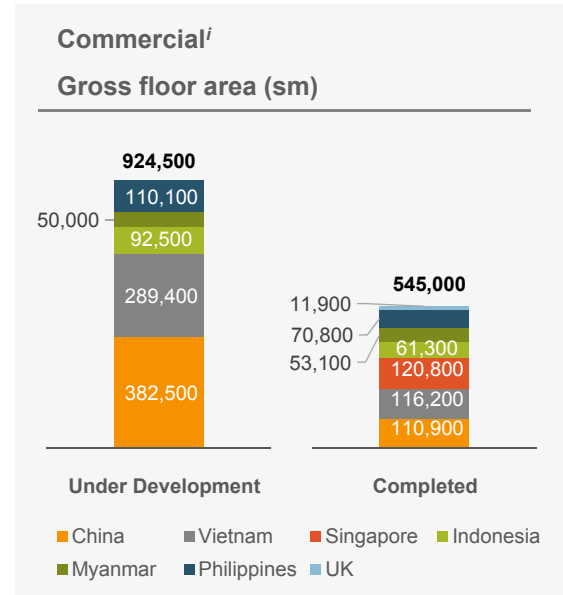 Commercialⁱ
Gross floor area (sm)
924,500
110,100
50,000
92,500
289,400
382,500
545,000
11,900
70,800
53,100
61,300
120,800
116,200
110,900
Under Development
Completed
China Vietnam Singapore Indonesia
Myanmar Philippines UK